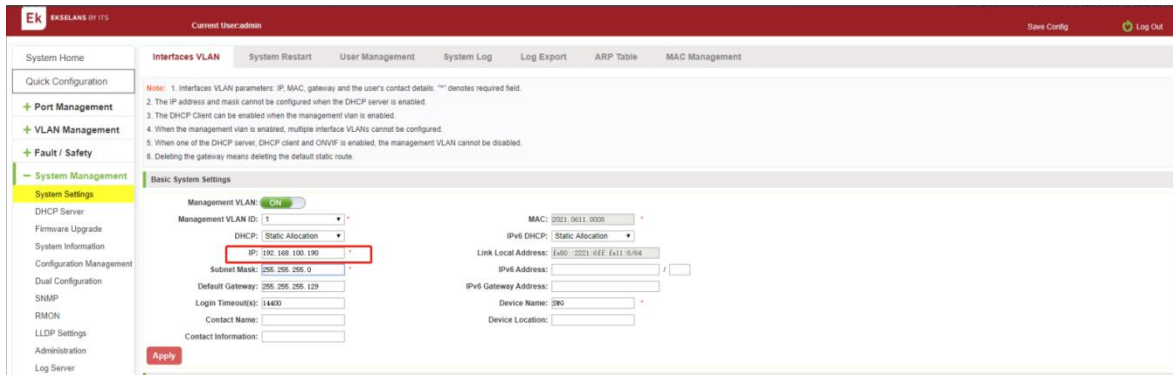 Ek EKSELANS BY ITS
Current User:admin
Save Config
Log Out
System Home
Quick Configuration
Port Management
VLAN Management
Fault / Safety
System Management
System Settings
DHCP Server
Firmware Upgrade
System Information
Configuration Management
Dual Configuration
SNMP
RMON
LLDP Settings
Administration
Log Server
Interfaces VLAN System Restart User Management System Log Log Export ARP Table MAC Management
Note: 1. Interfaces VLAN parameters: IP, MAC, gateway and the user's contact details. "*" denotes required field.
2. The IP address and mask cannot be configured when the DHCP server is enabled.
3. The DHCP Client can be enabled when the management vlan is enabled.
4. When the management vlan is enabled, multiple interface VLANs cannot be configured.
5. When one of the DHCP server, DHCP client and ONVIF is enabled, the management VLAN cannot be disabled.
6. Deleting the gateway means deleting the default static route.
Basic System Settings
Management VLAN: ON
Management VLAN ID: 1 * MAC: 2021.0611.0008 *
DHCP: Static Allocation IPv6 DHCP: Static Allocation
IP: 192.168.100.190 * Link Local Address: fe80::2221:6ff:fe11:8/64
Subnet Mask: 255.255.255.0 * IPv6 Address: /
Default Gateway: 255.255.255.129 IPv6 Gateway Address:
Login Timeout(s): 14400 Device Name: SWG *
Contact Name: Device Location:
Contact Information:
Apply